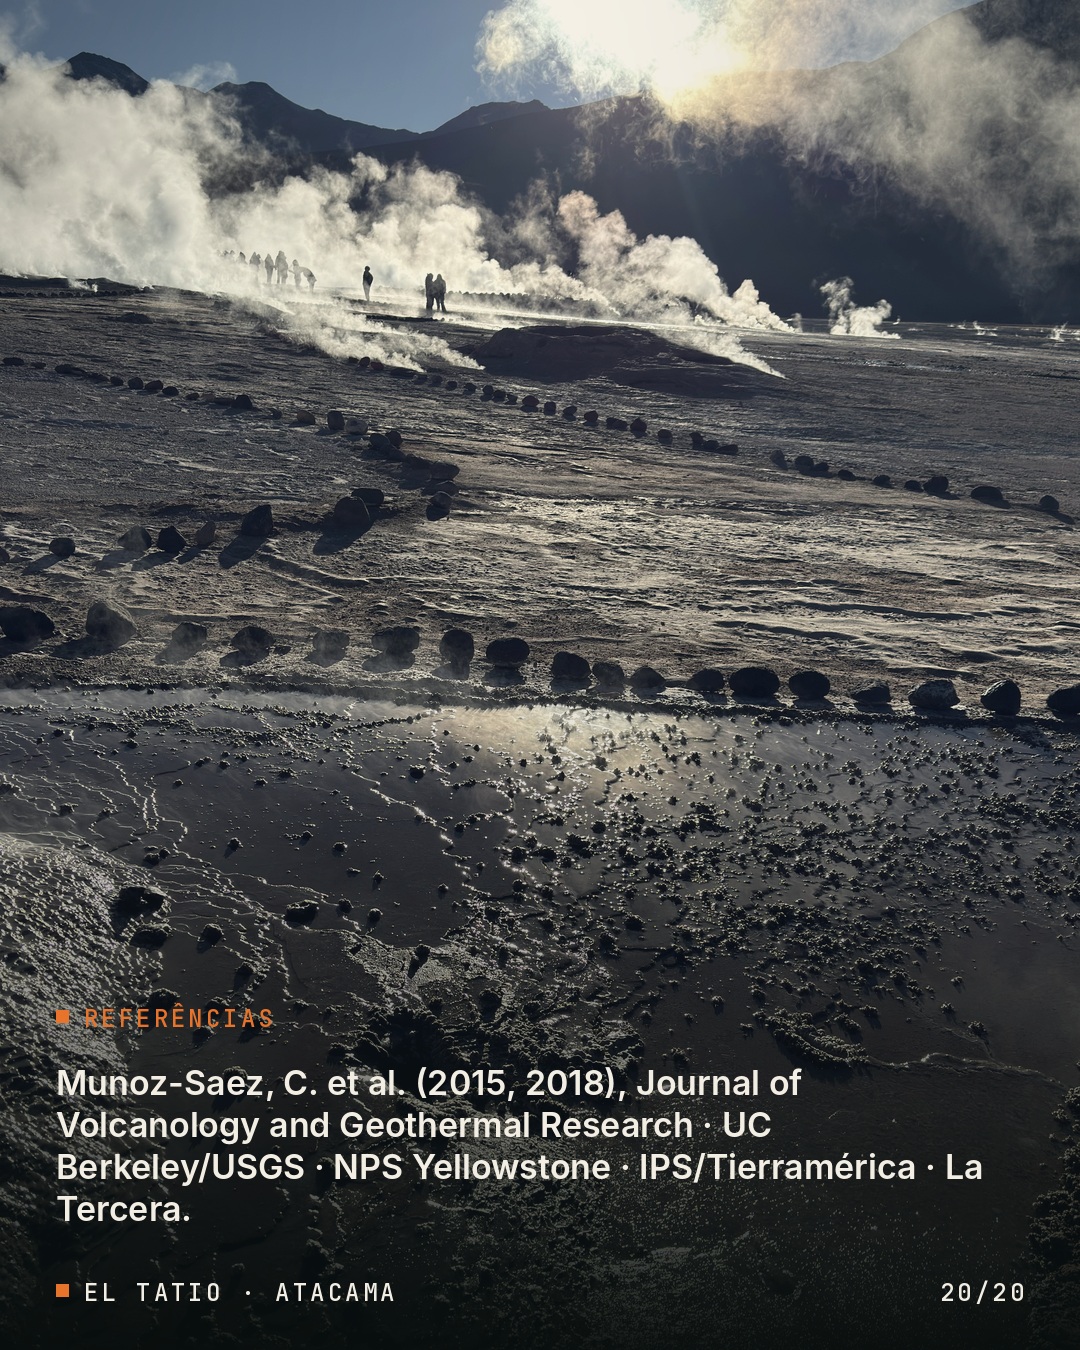 REFERÊNCIAS
Munoz-Saez, C. et al. (2015, 2018), Journal of
Volcanology and Geothermal Research · UC
Berkeley/USGS · NPS Yellowstone · IPS/Tierramérica · La
Tercera.
EL TATIO · ATACAMA
20/20